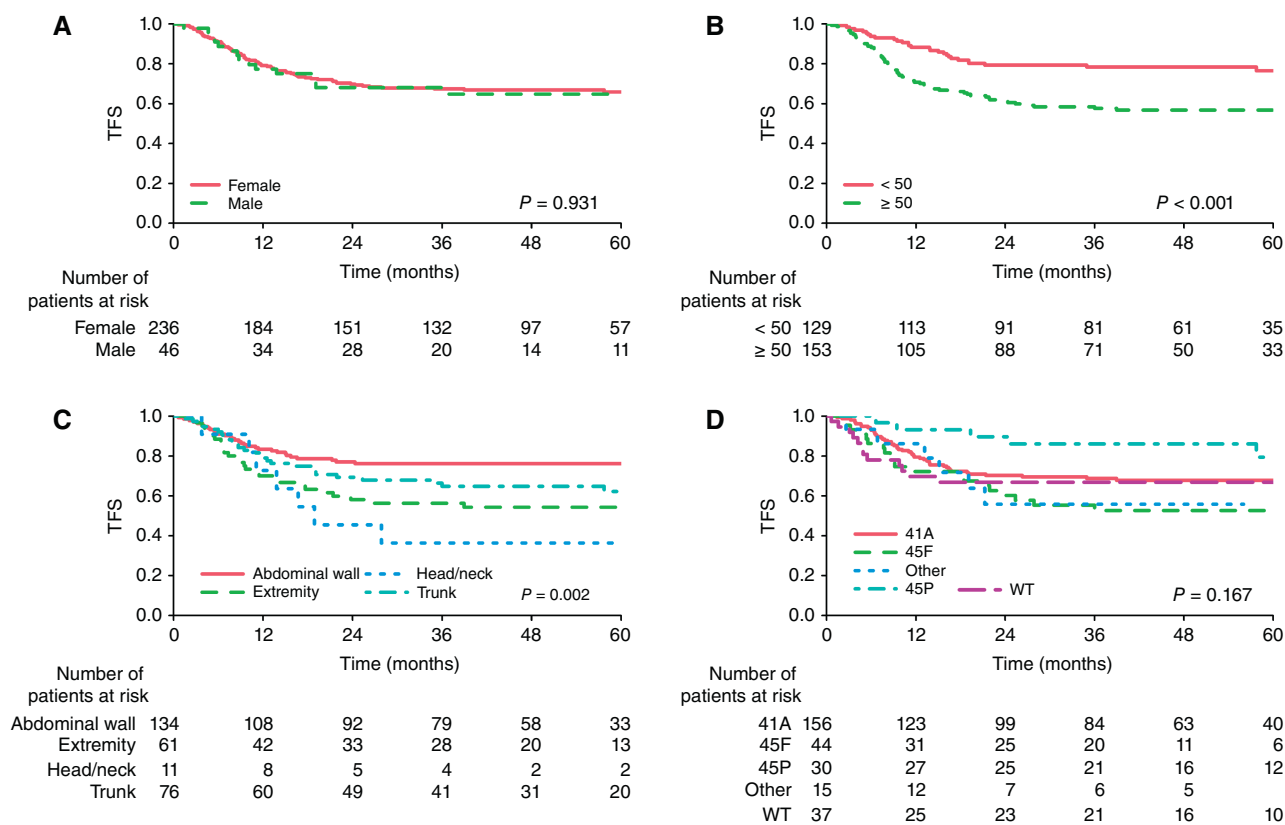 A
1.0
0.8
0.6
0.4
0.2
0.0
TFS
Female
Male
P = 0.931
0 12 24 36 48 60
Time (months)
Number of
patients at risk
Female 236 184 151 132 97 57
Male 46 34 28 20 14 11
B
1.0
0.8
0.6
0.4
0.2
0.0
TFS
< 50
≥ 50
P < 0.001
0 12 24 36 48 60
Time (months)
Number of
patients at risk
< 50 129 113 91 81 61 35
≥ 50 153 105 88 71 50 33
C
1.0
0.8
0.6
0.4
0.2
0.0
TFS
Abdominal wall Head/neck
Extremity Trunk
P = 0.002
0 12 24 36 48 60
Time (months)
Number of
patients at risk
Abdominal wall 134 108 92 79 58 33
Extremity 61 42 33 28 20 13
Head/neck 11 8 5 4 2 2
Trunk 76 60 49 41 31 20
D
1.0
0.8
0.6
0.4
0.2
0.0
TFS
41A
45F
Other
45P WT
P = 0.167
0 12 24 36 48 60
Time (months)
Number of
patients at risk
41A 156 123 99 84 63 40
45F 44 31 25 20 11 6
45P 30 27 25 21 16 12
Other 15 12 7 6 5
WT 37 25 23 21 16 10